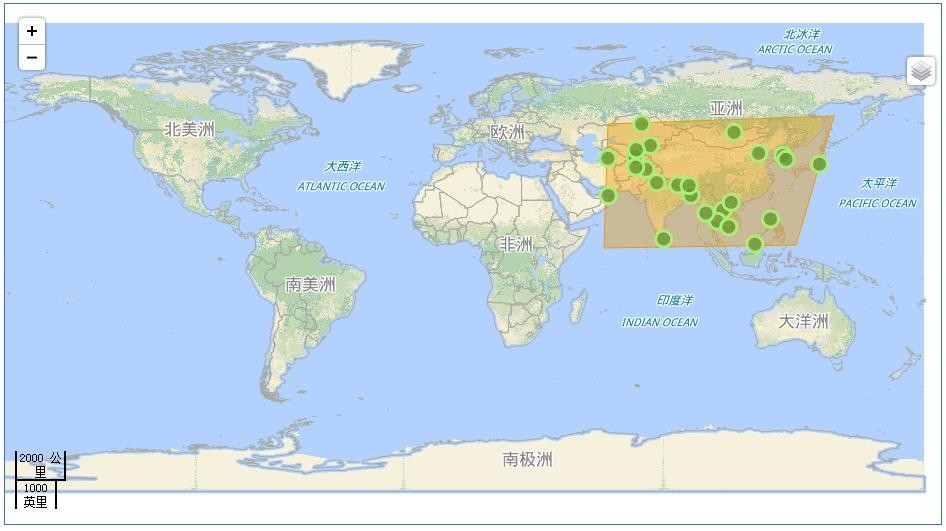 +
−
北冰洋
ARCTIC OCEAN
亚洲
北美洲
欧洲
大西洋
ATLANTIC OCEAN
太平洋
PACIFIC OCEAN
非洲
南美洲
印度洋
INDIAN OCEAN
大洋洲
南极洲
2000 公
里
1000
英里